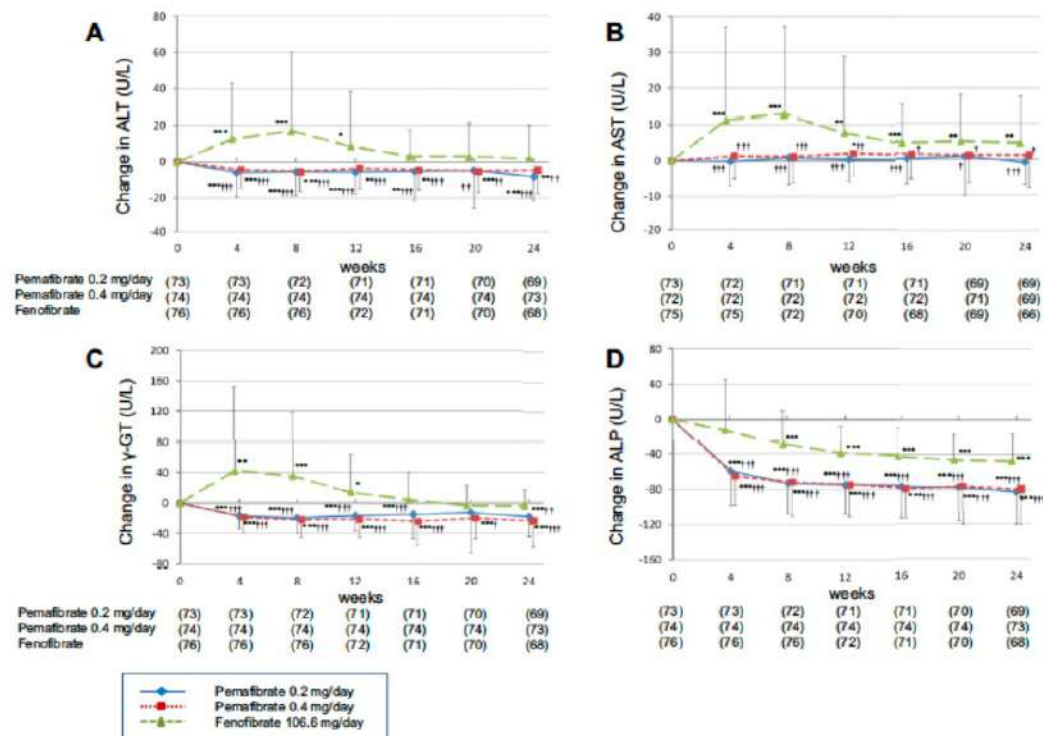 A
Change in ALT (U/L)
80
60
40
20
0
-20
-40
0 4 8 12 16 20 24
weeks
Pemafibrate 0.2 mg/day (73) (73) (72) (71) (71) (70) (69)
Pemafibrate 0.4 mg/day (74) (74) (74) (74) (74) (74) (73)
Fenofibrate (76) (76) (76) (72) (71) (70) (68)
B
Change in AST (U/L)
40
30
20
10
0
-10
-20
0 4 8 12 16 20 24
weeks
(73) (72) (71) (71) (71) (69) (69)
(72) (72) (72) (72) (72) (71) (69)
(75) (75) (72) (70) (68) (69) (66)
C
Change in γ-GT (U/L)
200
160
120
80
40
0
-40
-80
0 4 8 12 16 20 24
weeks
Pemafibrate 0.2 mg/day (73) (73) (72) (71) (71) (70) (69)
Pemafibrate 0.4 mg/day (74) (74) (74) (74) (74) (74) (73)
Fenofibrate (76) (76) (76) (72) (71) (70) (68)
D
Change in ALP (U/L)
-80
-40
-0
-40
-80
-120
-160
0 4 8 12 16 20 24
weeks
(73) (73) (72) (71) (71) (70) (69)
(74) (74) (74) (74) (74) (74) (73)
(76) (76) (76) (72) (71) (70) (68)
Pemafibrate 0.2 mg/day
Pemafibrate 0.4 mg/day
Fenofibrate 106.6 mg/day